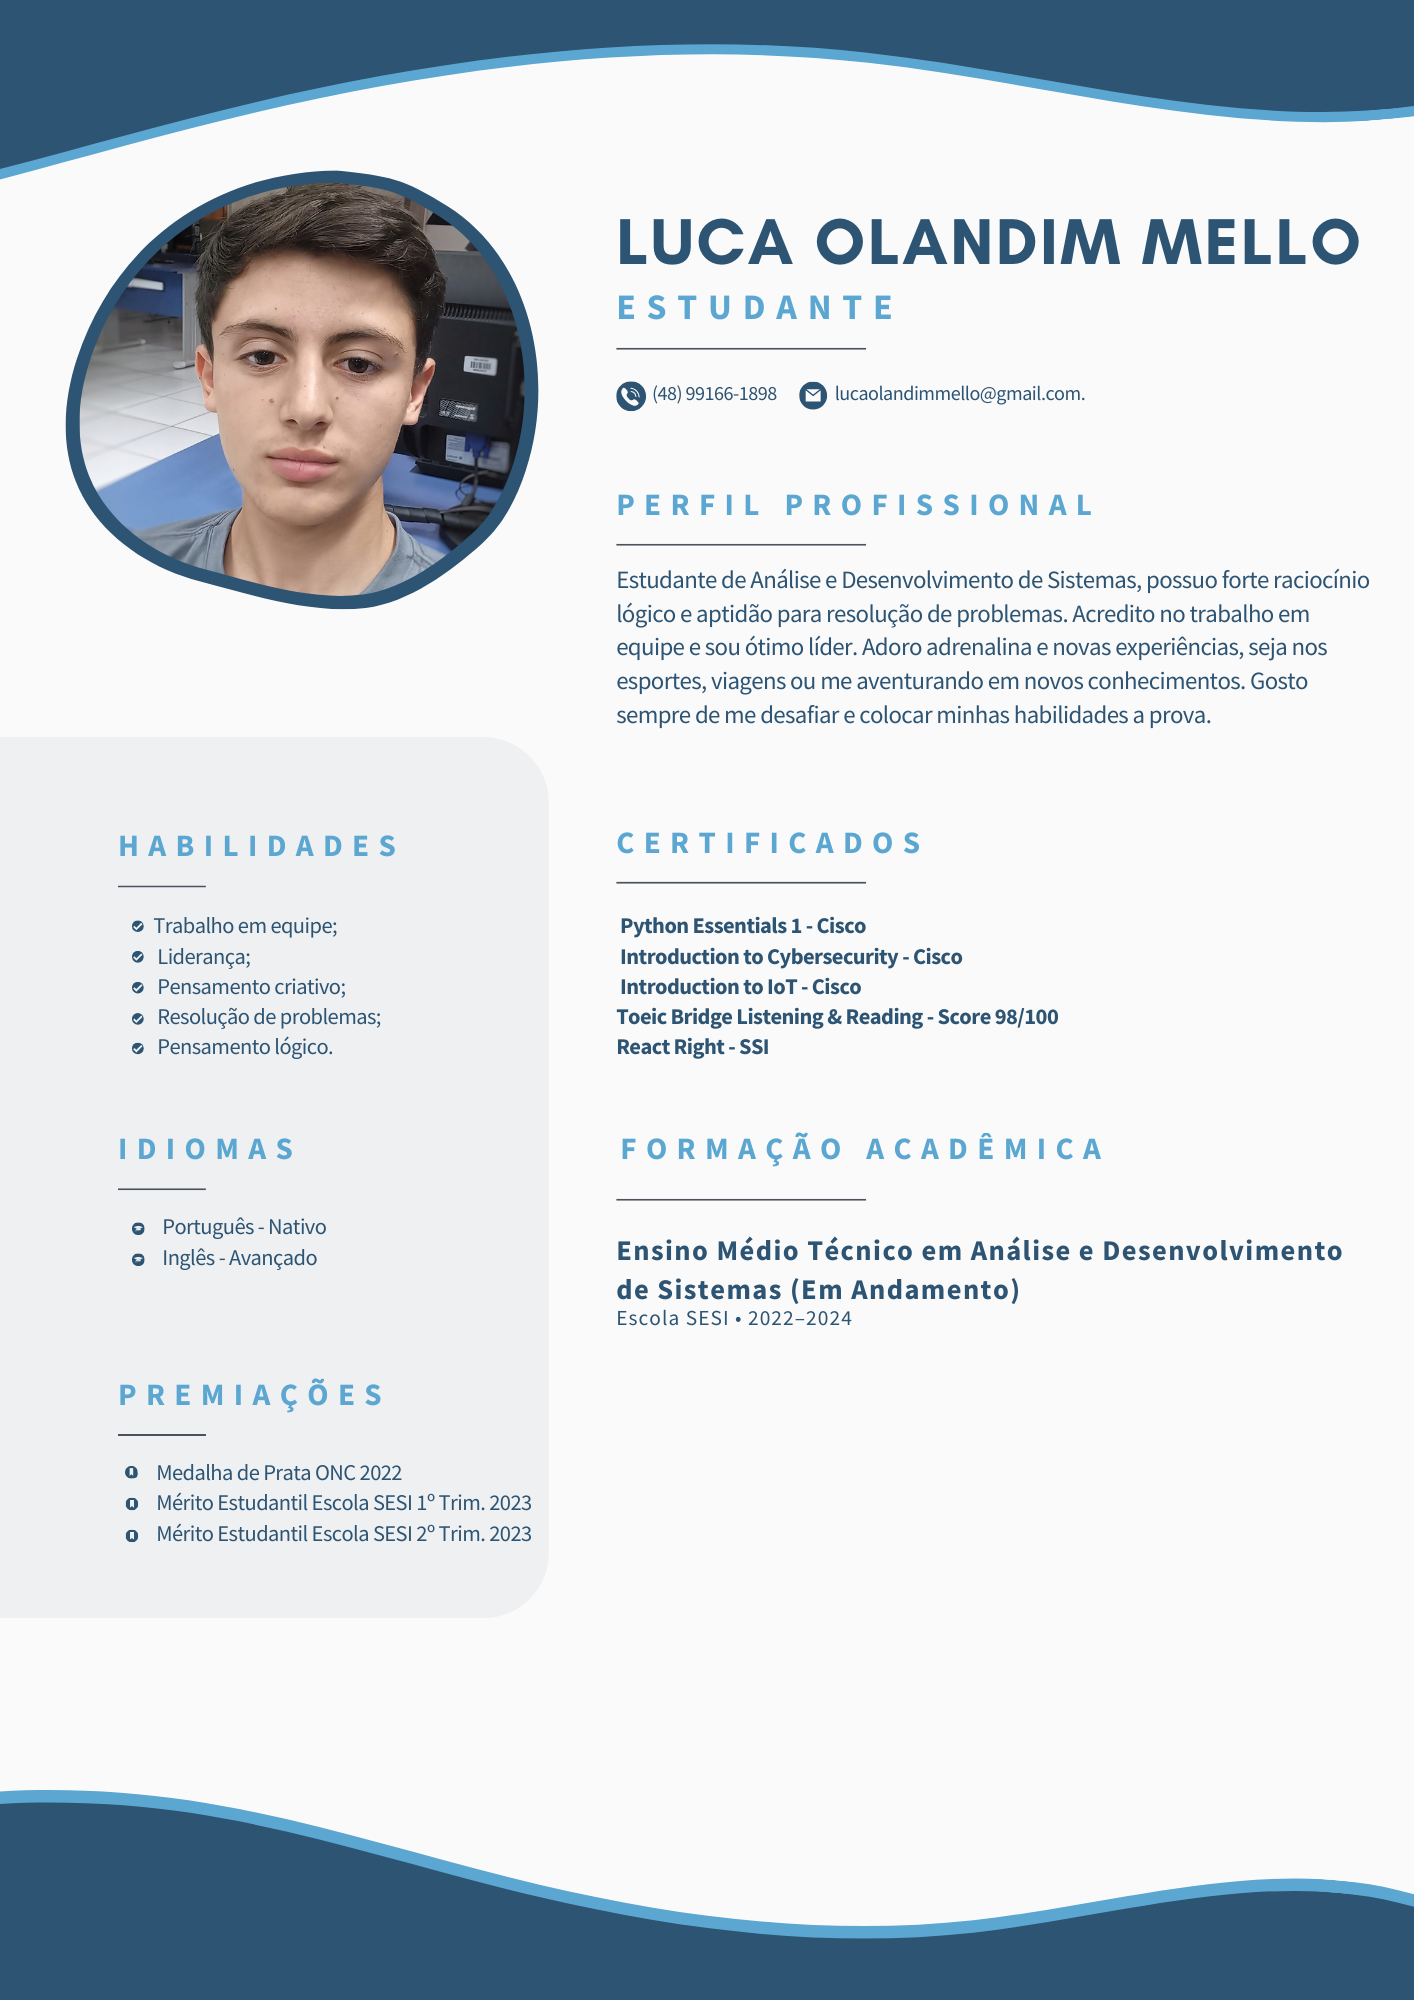 LUCA OLANDIM MELLO
ESTUDANTE
(48) 99166-1898 lucaolandimmello@gmail.com.
PERFIL PROFISSIONAL
Estudante de Análise e Desenvolvimento de Sistemas, possuo forte raciocínio
lógico e aptidão para resolução de problemas. Acredito no trabalho em
equipe e sou ótimo líder. Adoro adrenalina e novas experiências, seja nos
esportes, viagens ou me aventurando em novos conhecimentos. Gosto
sempre de me desafiar e colocar minhas habilidades a prova.
HABILIDADES
Trabalho em equipe;
Liderança;
Pensamento criativo;
Resolução de problemas;
Pensamento lógico.
IDIOMAS
Português - Nativo
Inglês - Avançado
PREMIAÇÕES
Medalha de Prata ONC 2022
Mérito Estudantil Escola SESI 1º Trim. 2023
Mérito Estudantil Escola SESI 2º Trim. 2023
CERTIFICADOS
Python Essentials 1 - Cisco
Introduction to Cybersecurity - Cisco
Introduction to IoT - Cisco
Toeic Bridge Listening & Reading - Score 98/100
React Right - SSI
FORMAÇÃO ACADÊMICA
Ensino Médio Técnico em Análise e Desenvolvimento
de Sistemas (Em Andamento)
Escola SESI • 2022–2024